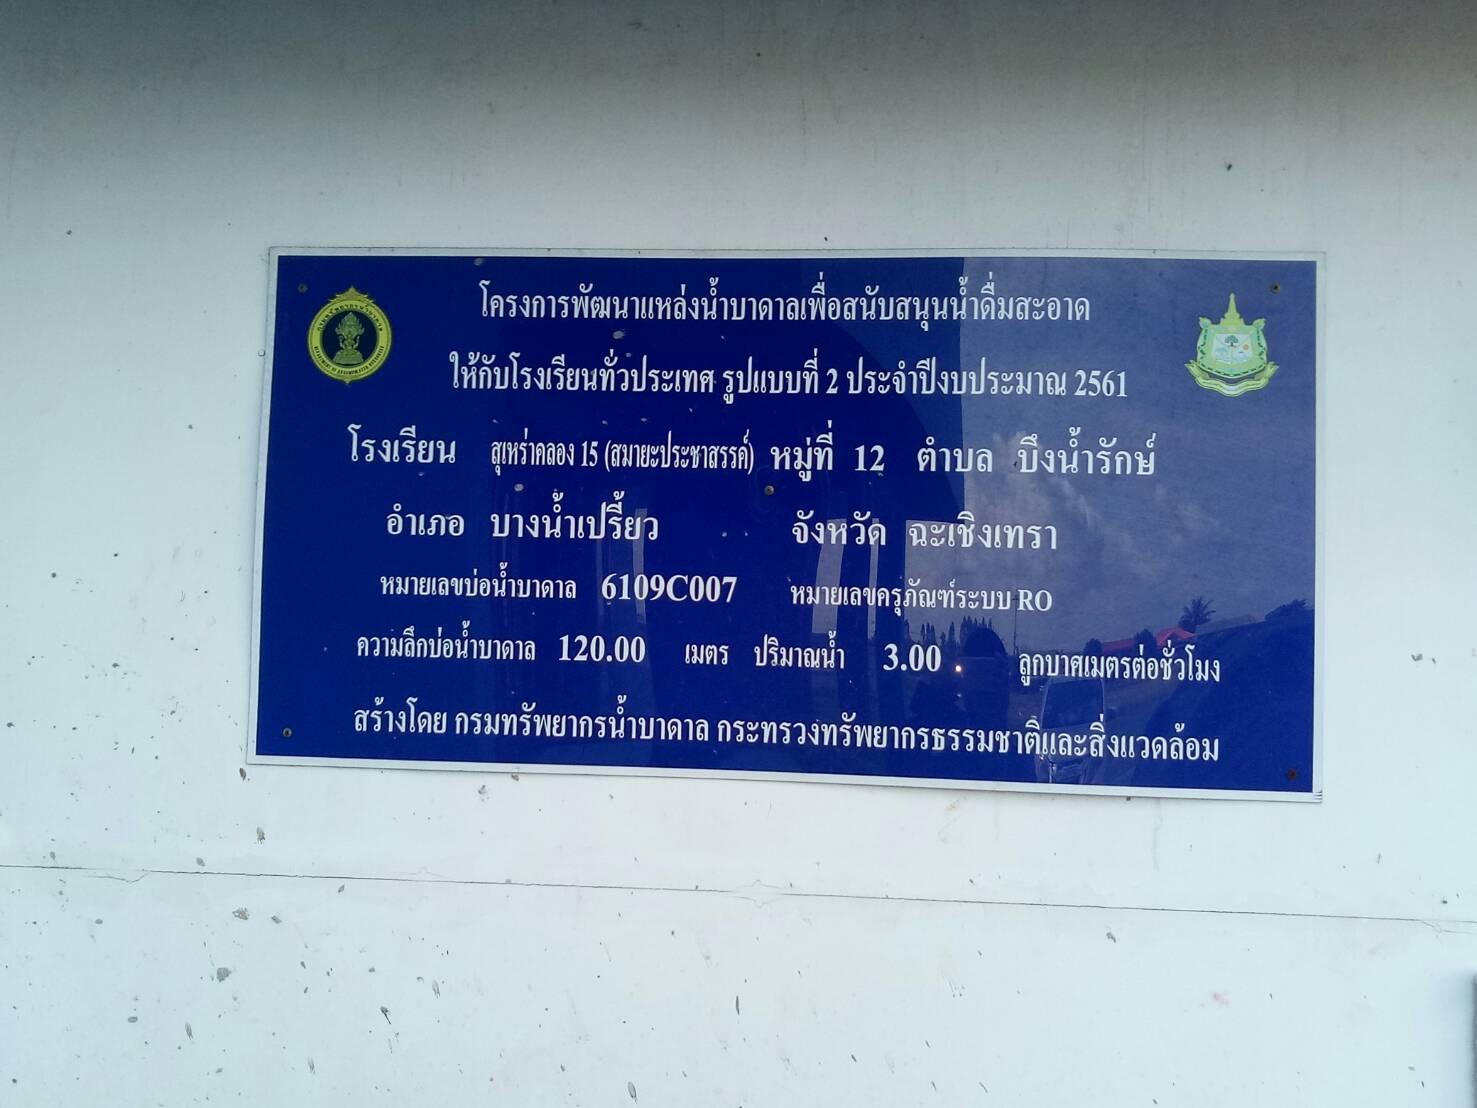 โครงการพัฒนาแหล่งน้ำบาดาลเพื่อสนับสนุนน้ำดื่มสะอาด
ให้กับโรงเรียนทั่วประเทศ รูปแบบที่ 2 ประจำปีงบประมาณ 2561
โรงเรียน สุเหร่าคลอง 15 (สมายะประชาสรรค์) หมู่ที่ 12 ตำบล บึงน้ำรักษ์
อำเภอ บางน้ำเปรี้ยว จังหวัด ฉะเชิงเทรา
หมายเลขบ่อน้ำบาดาล 6109C007 หมายเลขครุภัณฑ์ระบบ RO
ความลึกบ่อน้ำบาดาล 120.00 เมตร ปริมาณน้ำ 3.00 ลูกบาศเมตรต่อชั่วโมง
สร้างโดย กรมทรัพยากรน้ำบาดาล กระทรวงทรัพยากรธรรมชาติและสิ่งแวดล้อม